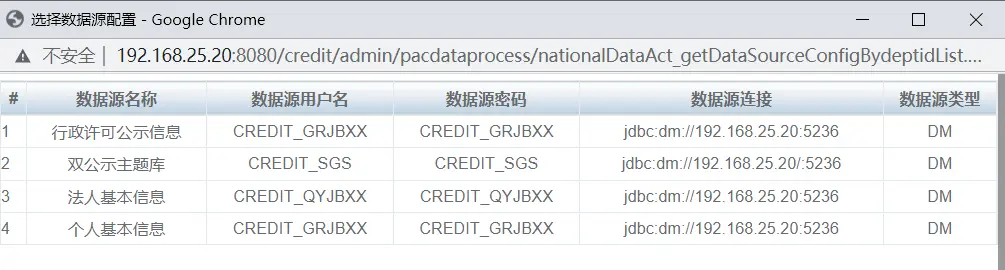 选择数据源配置 - Google Chrome
不安全 | 192.168.25.20:8080/credit/admin/pacdataprocess/nationalDataAct_getDataSourceConfigBydeptidList....
# 数据源名称 数据源用户名 数据源密码 数据源连接 数据源类型
1 行政许可公示信息 CREDIT_GRJBXX CREDIT_GRJBXX jdbc:dm://192.168.25.20:5236 DM
2 双公示主题库 CREDIT_SGS CREDIT_SGS jdbc:dm://192.168.25.20/:5236 DM
3 法人基本信息 CREDIT_QYJBXX CREDIT_QYJBXX jdbc:dm://192.168.25.20:5236 DM
4 个人基本信息 CREDIT_GRJBXX CREDIT_GRJBXX jdbc:dm://192.168.25.20:5236 DM